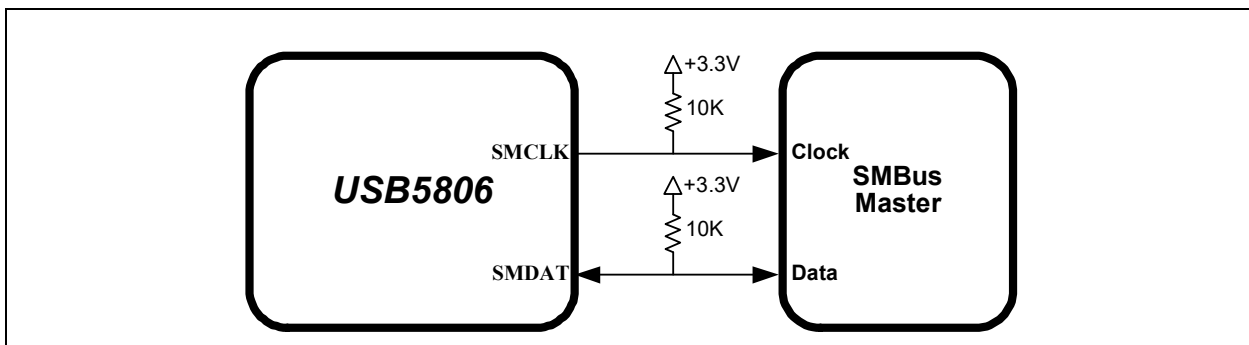 +3.3V
10K
SMCLK
Clock
USB5806
SMBus
Master
+3.3V
10K
SMDAT
Data